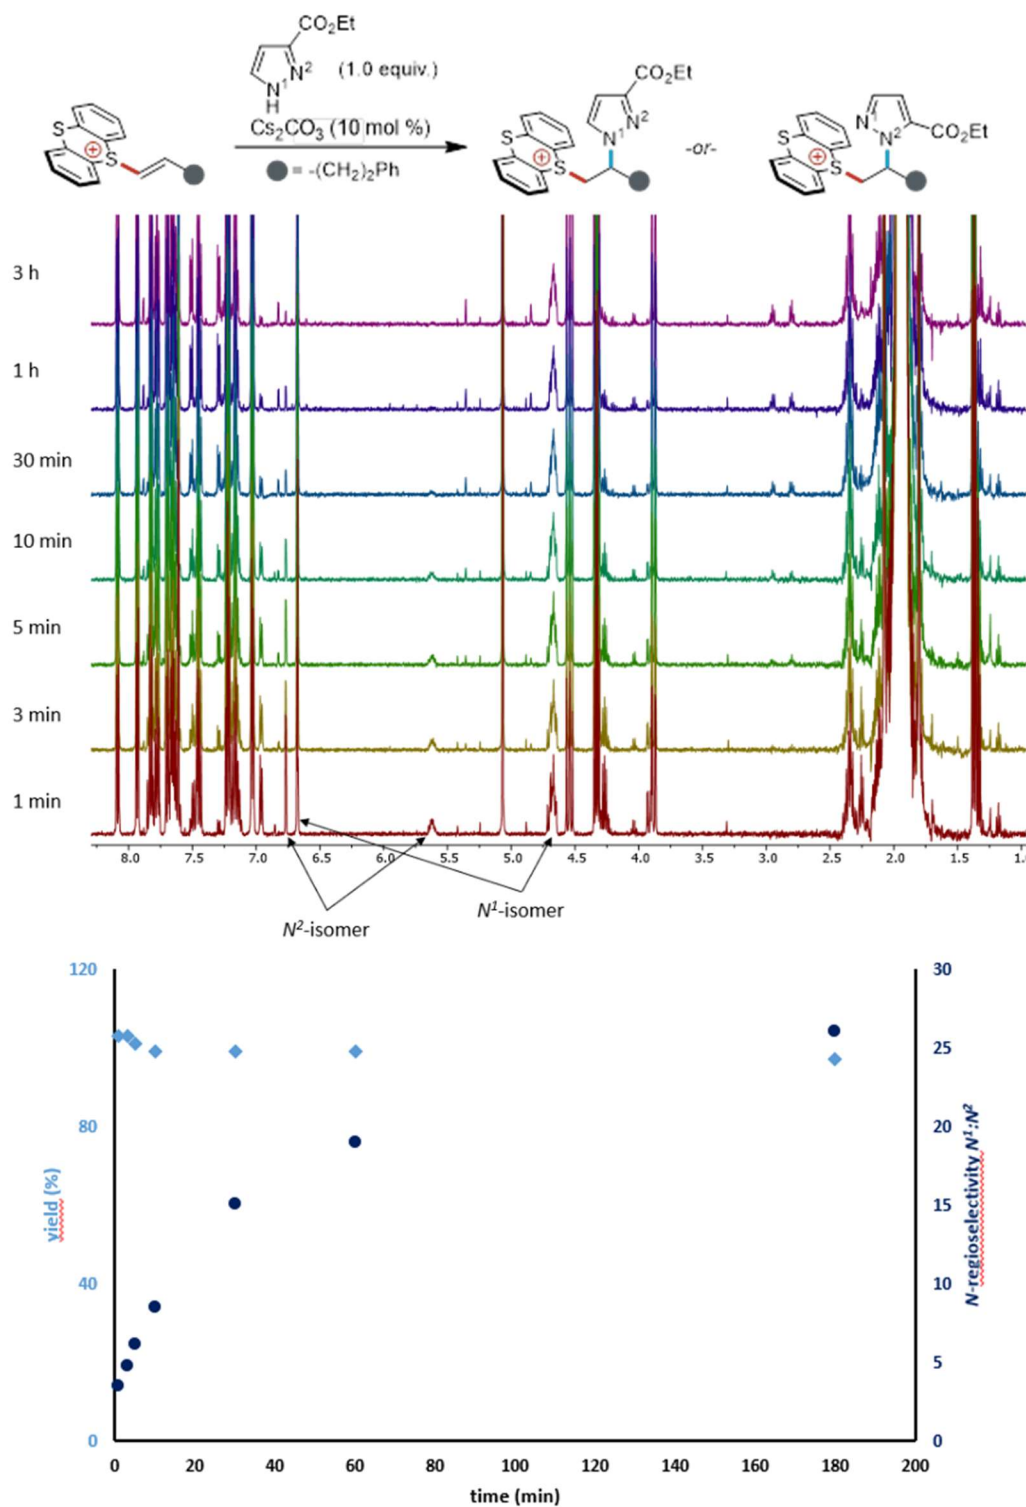 CO₂Et
N²
N¹
H
(1.0 equiv.)
Cs₂CO₃ (10 mol %)
= -(CH₂)₂Ph
S
S
+
CO₂Et
N²
N¹
S
S
+
-or-
N¹
N²
CO₂Et
S
S
+
3 h
1 h
30 min
10 min
5 min
3 min
1 min
8.0 7.5 7.0 6.5 6.0 5.5 5.0 4.5 4.0 3.5 3.0 2.5 2.0 1.5 1.0
N¹-isomer
N²-isomer
120 30
25
80 20
15
40 10
5
0 0
yield (%)
N-regioselectivity N¹:N²
0 20 40 60 80 100 120 140 160 180 200
time (min)